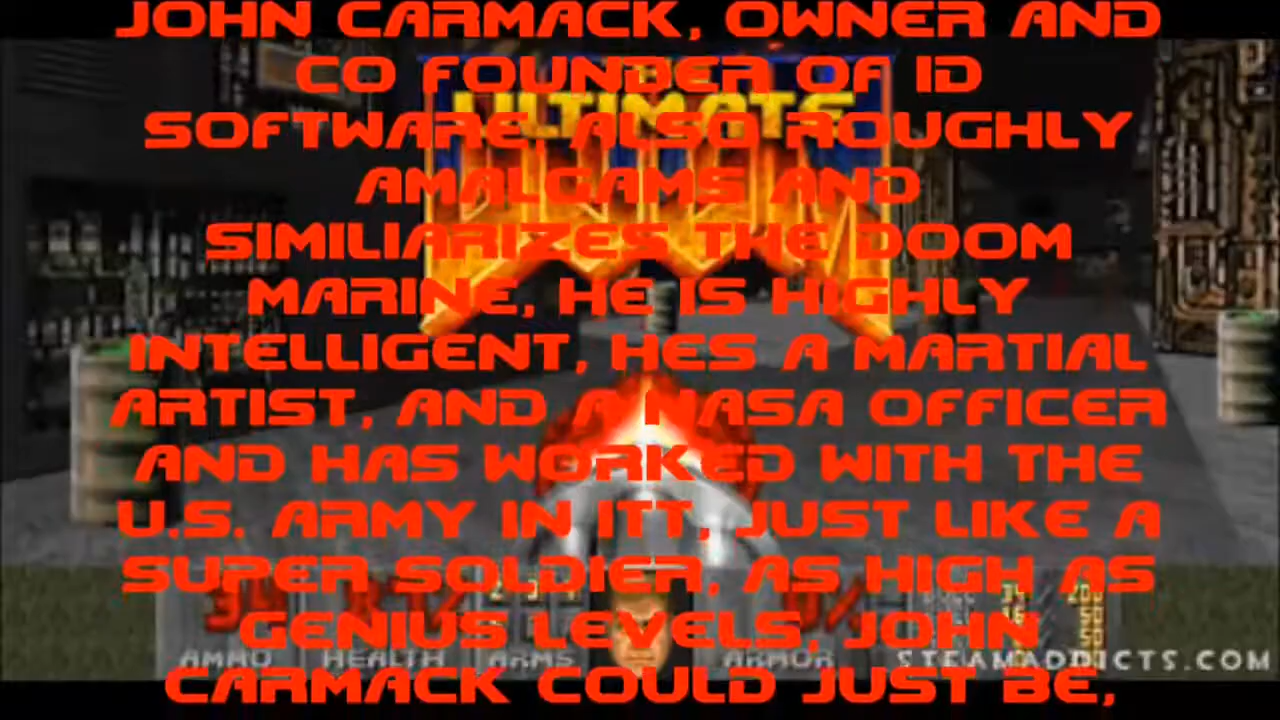 JOHN CARMACK, OWNER AND
CO FOUNDER OF ID
SOFTWARE, ALSO ROUGHLY
AMALGAMS AND
SIMILIARIZES THE DOOM
MARINE, HE IS HIGHLY
INTELLIGENT, HES A MARTIAL
ARTIST, AND A NASA OFFICER
AND HAS WORKED WITH THE
U.S. ARMY IN ITT, JUST LIKE A
SUPER SOLDIER, AS HIGH AS
GENIUS LEVELS, JOHN
CARMACK COULD JUST BE,
ULTIMATE
DOOM
AMMO HEALTH ARMS ARMOR
STEAMADDICTS.COM